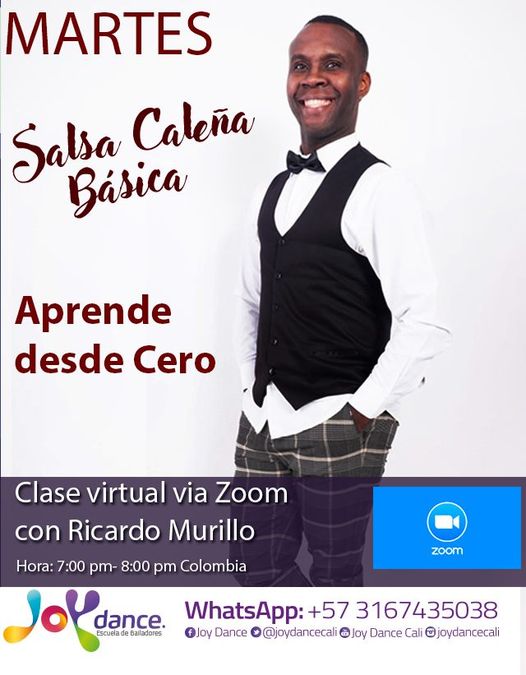 MARTES
Salsa Caleña
Básica
Aprende
desde Cero
Clase virtual via Zoom
con Ricardo Murillo
Hora: 7:00 pm- 8:00 pm Colombia
zoom
Joy dance.
Escuela de Bailadores
WhatsApp: +57 3167435038
Joy Dance @joydancecali Joy Dance Cali joydancecali